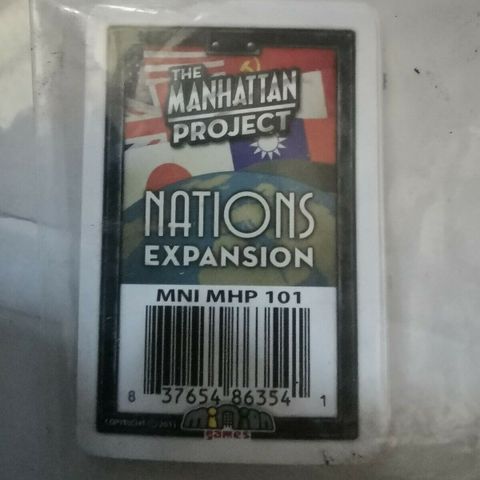 THE
MANHATTAN
PROJECT
NATIONS
EXPANSION
MNI MHP 101
8 37654 86354 1
minion
games